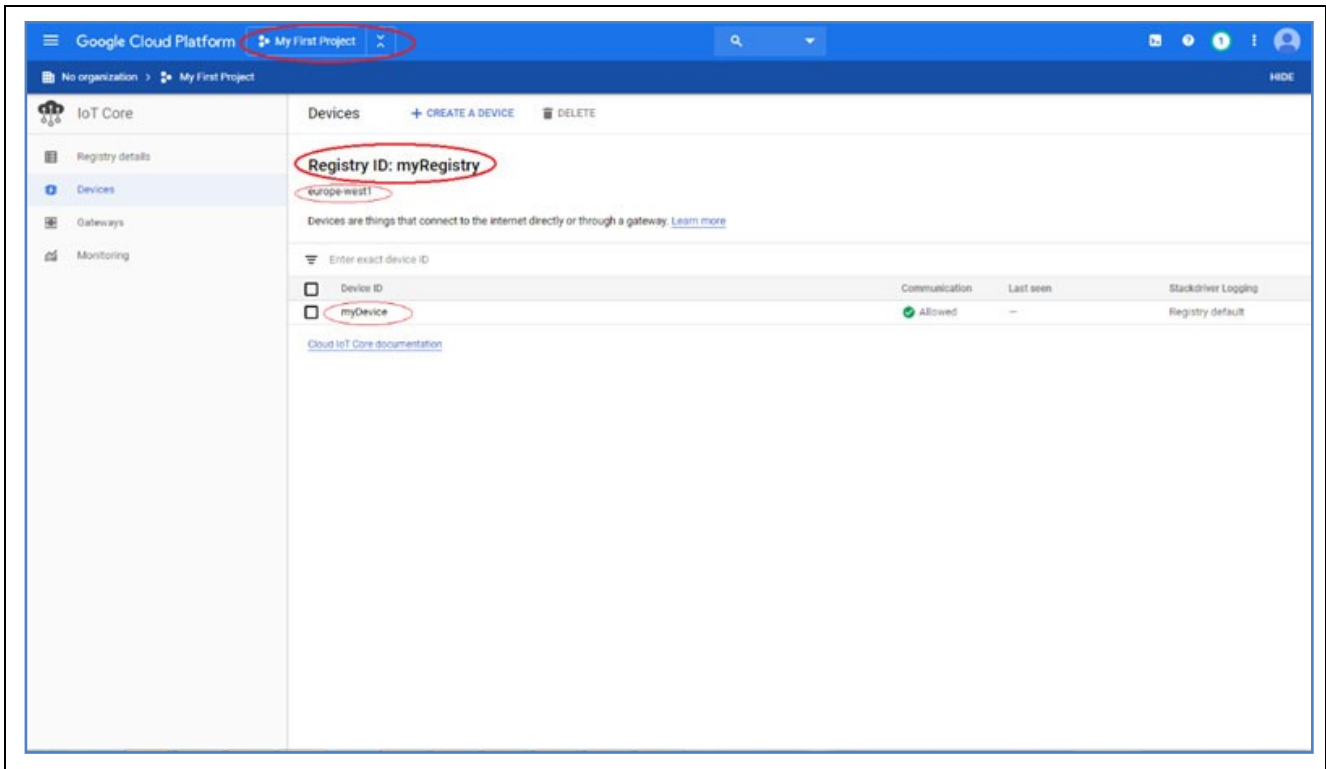 Google Cloud Platform My First Project
1
No organization > My First Project HIDE
IoT Core
Devices + CREATE A DEVICE DELETE
Registry details
Devices
Gateways
Monitoring
Registry ID: myRegistry
europe-west1
Devices are things that connect to the internet directly or through a gateway. Learn more
Enter exact device ID
Device ID Communication Last seen Stackdriver Logging
myDevice Allowed — Registry default
Cloud IoT Core documentation